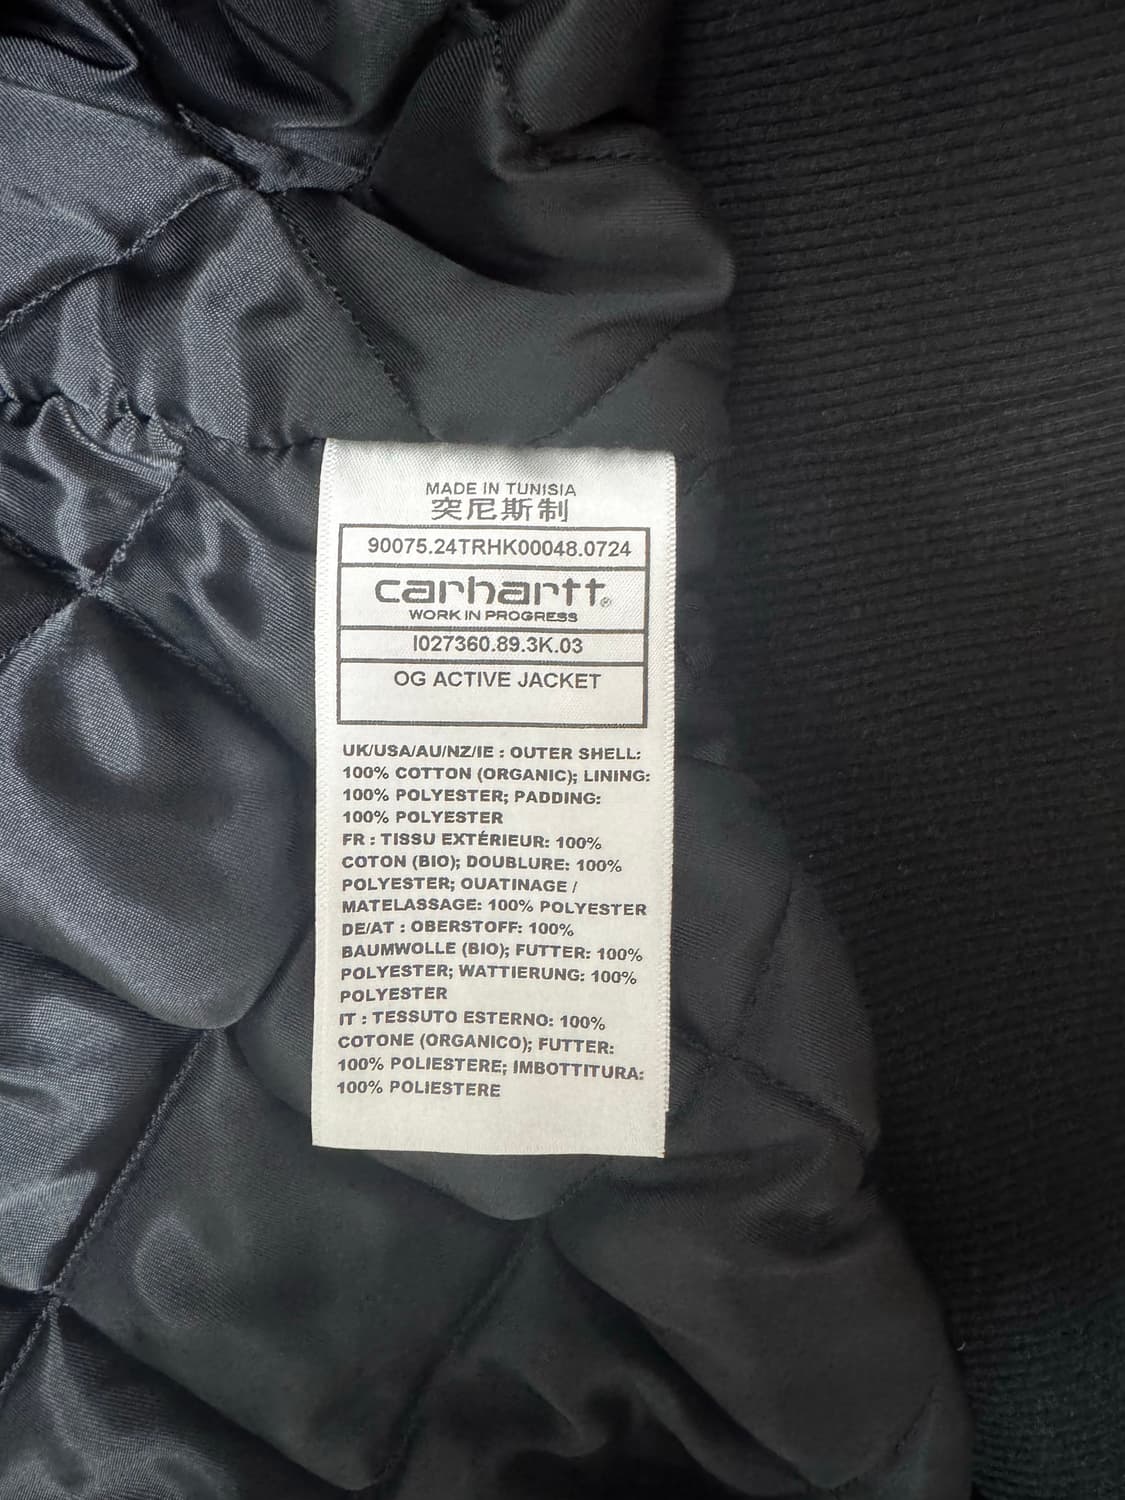 MADE IN TUNISIA
突尼斯制
90075.24TRHK00048.0724
carhartt®
WORK IN PROGRESS
I027360.89.3K.03
OG ACTIVE JACKET
UK/USA/AU/NZ/IE : OUTER SHELL:
100% COTTON (ORGANIC); LINING:
100% POLYESTER; PADDING:
100% POLYESTER
FR : TISSU EXTÉRIEUR: 100%
COTON (BIO); DOUBLURE: 100%
POLYESTER; OUATINAGE /
MATELASSAGE: 100% POLYESTER
DE/AT : OBERSTOFF: 100%
BAUMWOLLE (BIO); FUTTER: 100%
POLYESTER; WATTIERUNG: 100%
POLYESTER
IT : TESSUTO ESTERNO: 100%
COTONE (ORGANICO); FUTTER:
100% POLIESTERE; IMBOTTITURA:
100% POLIESTERE